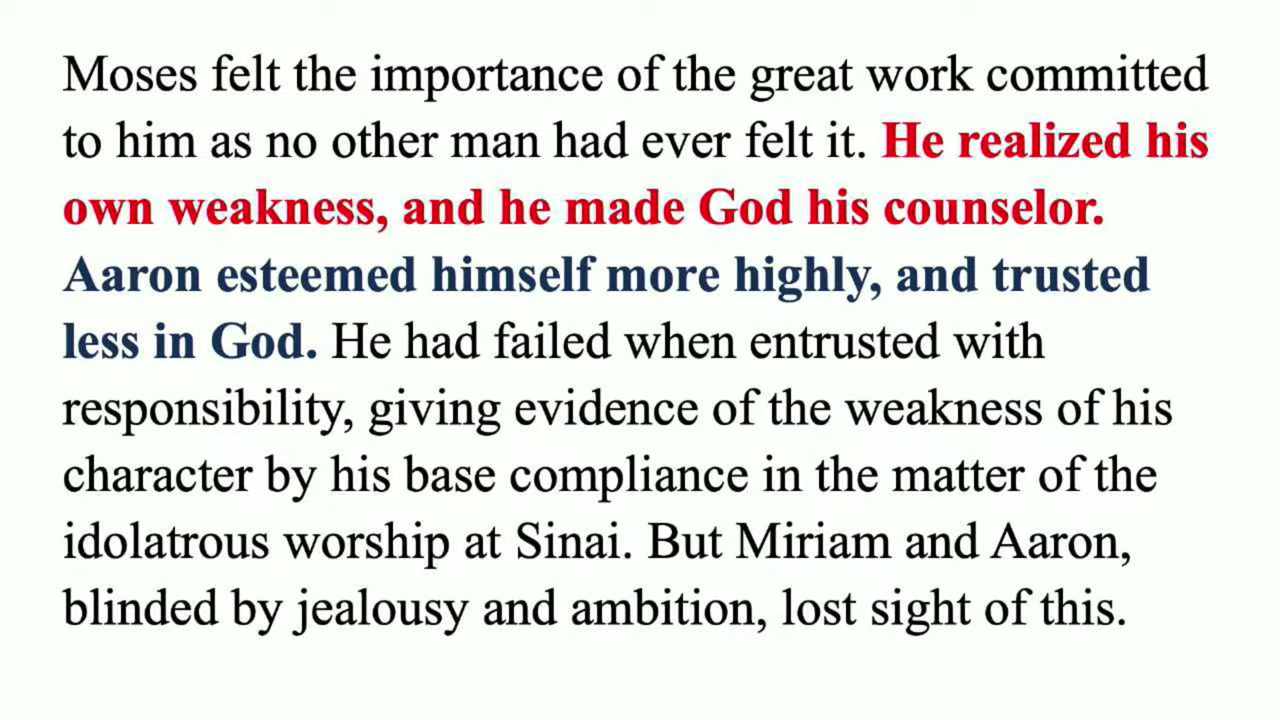 Moses felt the importance of the great work committed
to him as no other man had ever felt it. He realized his
own weakness, and he made God his counselor.
Aaron esteemed himself more highly, and trusted
less in God. He had failed when entrusted with
responsibility, giving evidence of the weakness of his
character by his base compliance in the matter of the
idolatrous worship at Sinai. But Miriam and Aaron,
blinded by jealousy and ambition, lost sight of this.